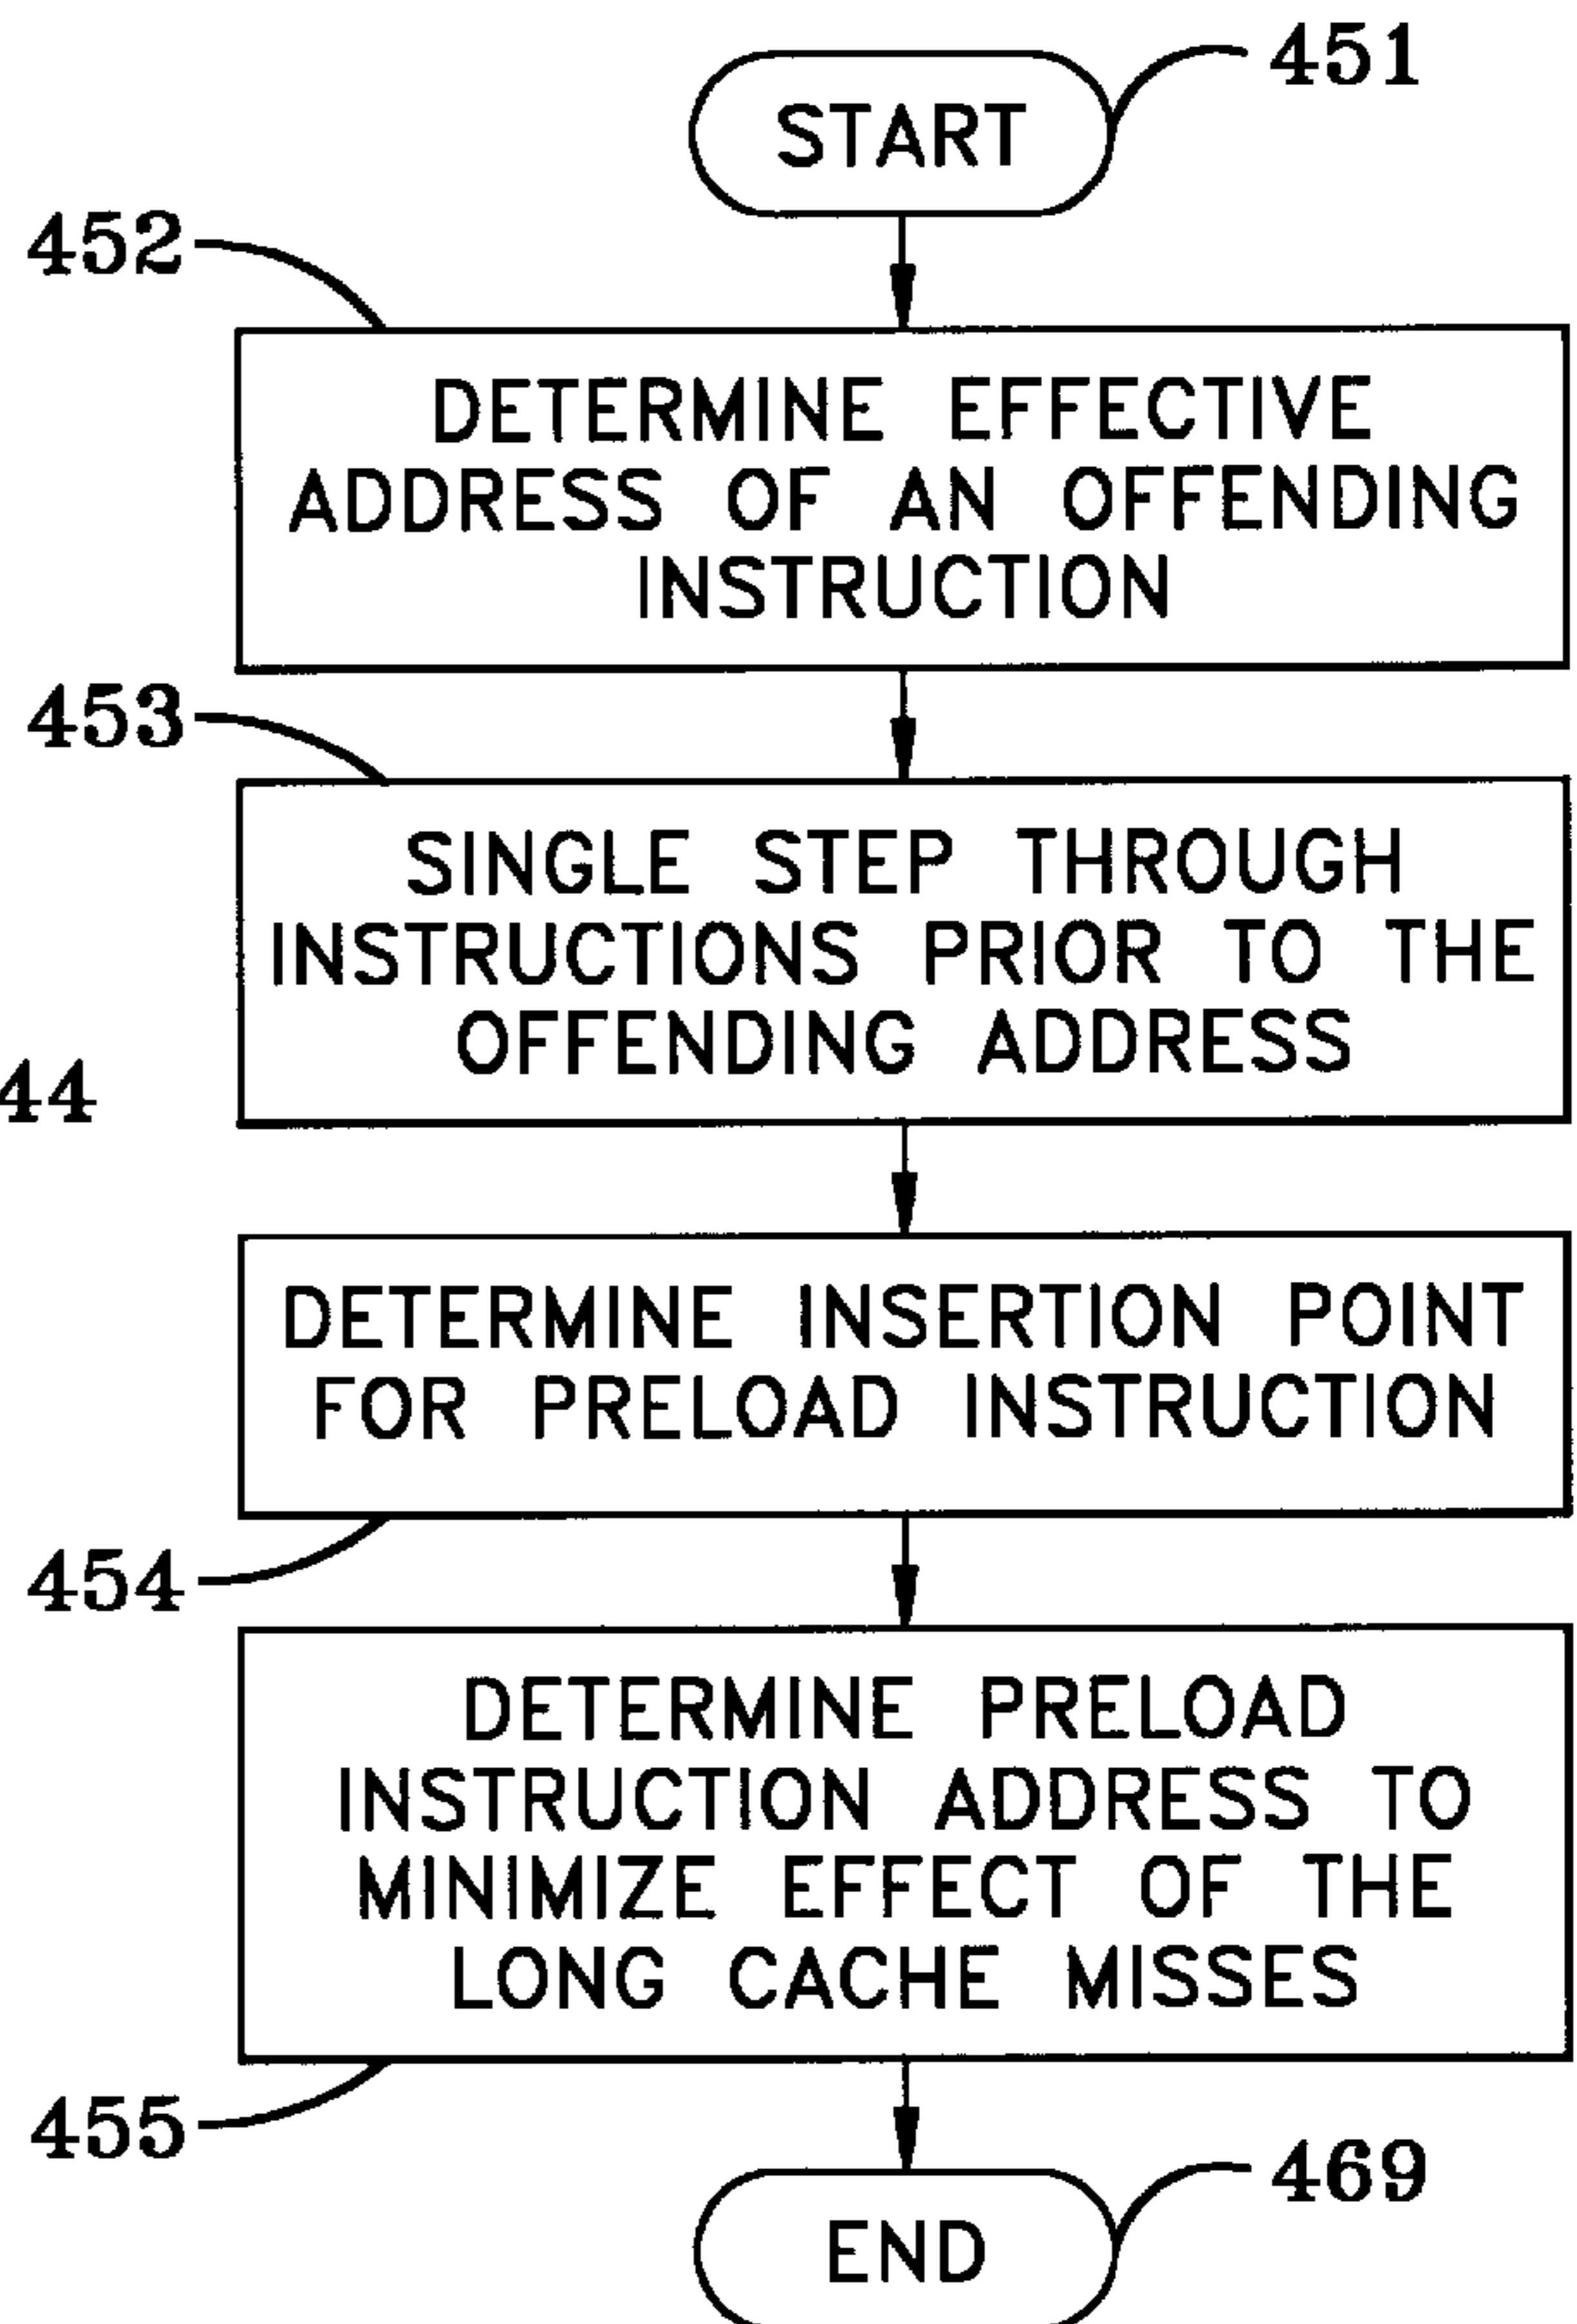 451
START
452
DETERMINE EFFECTIVE
ADDRESS OF AN OFFENDING
INSTRUCTION
453
SINGLE STEP THROUGH
INSTRUCTIONS PRIOR TO THE
OFFENDING ADDRESS
44
DETERMINE INSERTION POINT
FOR PRELOAD INSTRUCTION
454
DETERMINE PRELOAD
INSTRUCTION ADDRESS TO
MINIMIZE EFFECT OF THE
LONG CACHE MISSES
455
469
END